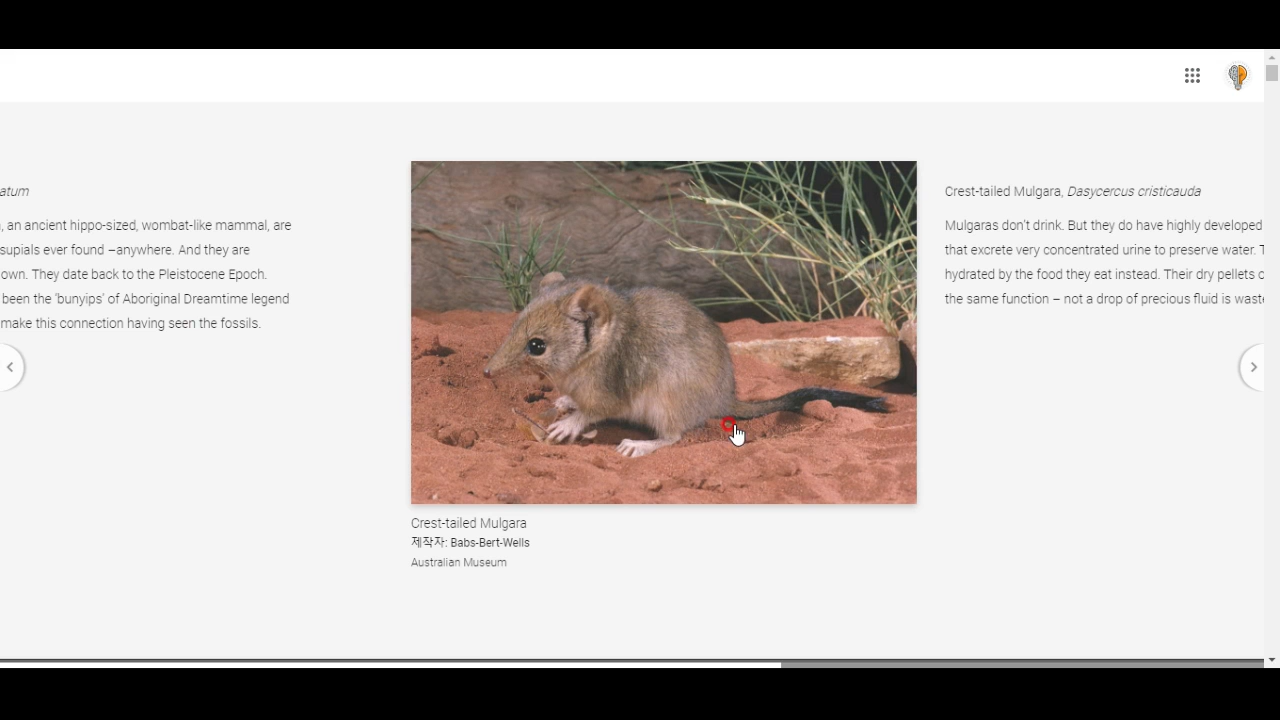 atum
, an ancient hippo-sized, wombat-like mammal, are
supials ever found –anywhere. And they are
own. They date back to the Pleistocene Epoch.
been the 'bunyips' of Aboriginal Dreamtime legend
make this connection having seen the fossils.
Crest-tailed Mulgara
제작자: Babs-Bert-Wells
Australian Museum
Crest-tailed Mulgara, Dasycercus cristicauda
Mulgaras don't drink. But they do have highly developed
that excrete very concentrated urine to preserve water. T
hydrated by the food they eat instead. Their dry pellets o
the same function – not a drop of precious fluid is waste